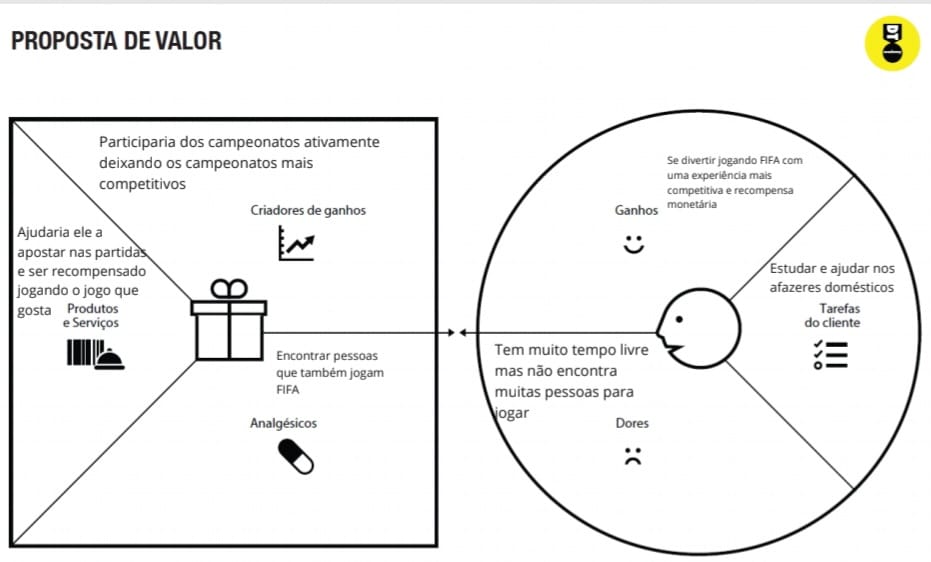 PROPOSTA DE VALOR
DT
Participaria dos campeonatos ativamente
deixando os campeonatos mais
competitivos
Criadores de ganhos
Ajudaria ele a
apostar nas partidas
e ser recompensado
jogando o jogo que
gosta
Produtos
e Serviços
Encontrar pessoas
que também jogam
FIFA
Analgésicos
Se divertir jogando FIFA com
uma experiência mais
competitiva e recompensa
monetária
Ganhos
Estudar e ajudar nos
afazeres domésticos
Tarefas
do cliente
Tem muito tempo livre
mas não encontra
muitas pessoas para
jogar
Dores